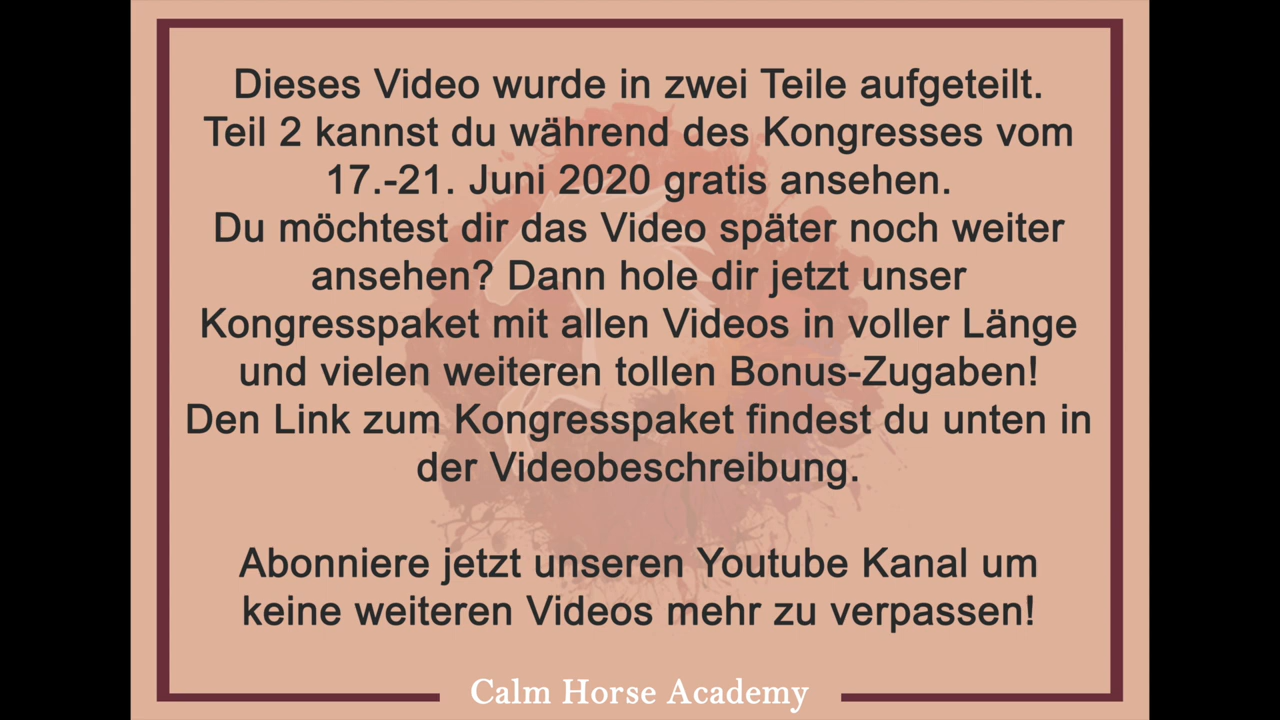 Dieses Video wurde in zwei Teile aufgeteilt.
Teil 2 kannst du während des Kongresses vom
17.-21. Juni 2020 gratis ansehen.
Du möchtest dir das Video später noch weiter
ansehen? Dann hole dir jetzt unser
Kongresspaket mit allen Videos in voller Länge
und vielen weiteren tollen Bonus-Zugaben!
Den Link zum Kongresspaket findest du unten in
der Videobeschreibung.
Abonniere jetzt unseren Youtube Kanal um
keine weiteren Videos mehr zu verpassen!
Calm Horse Academy